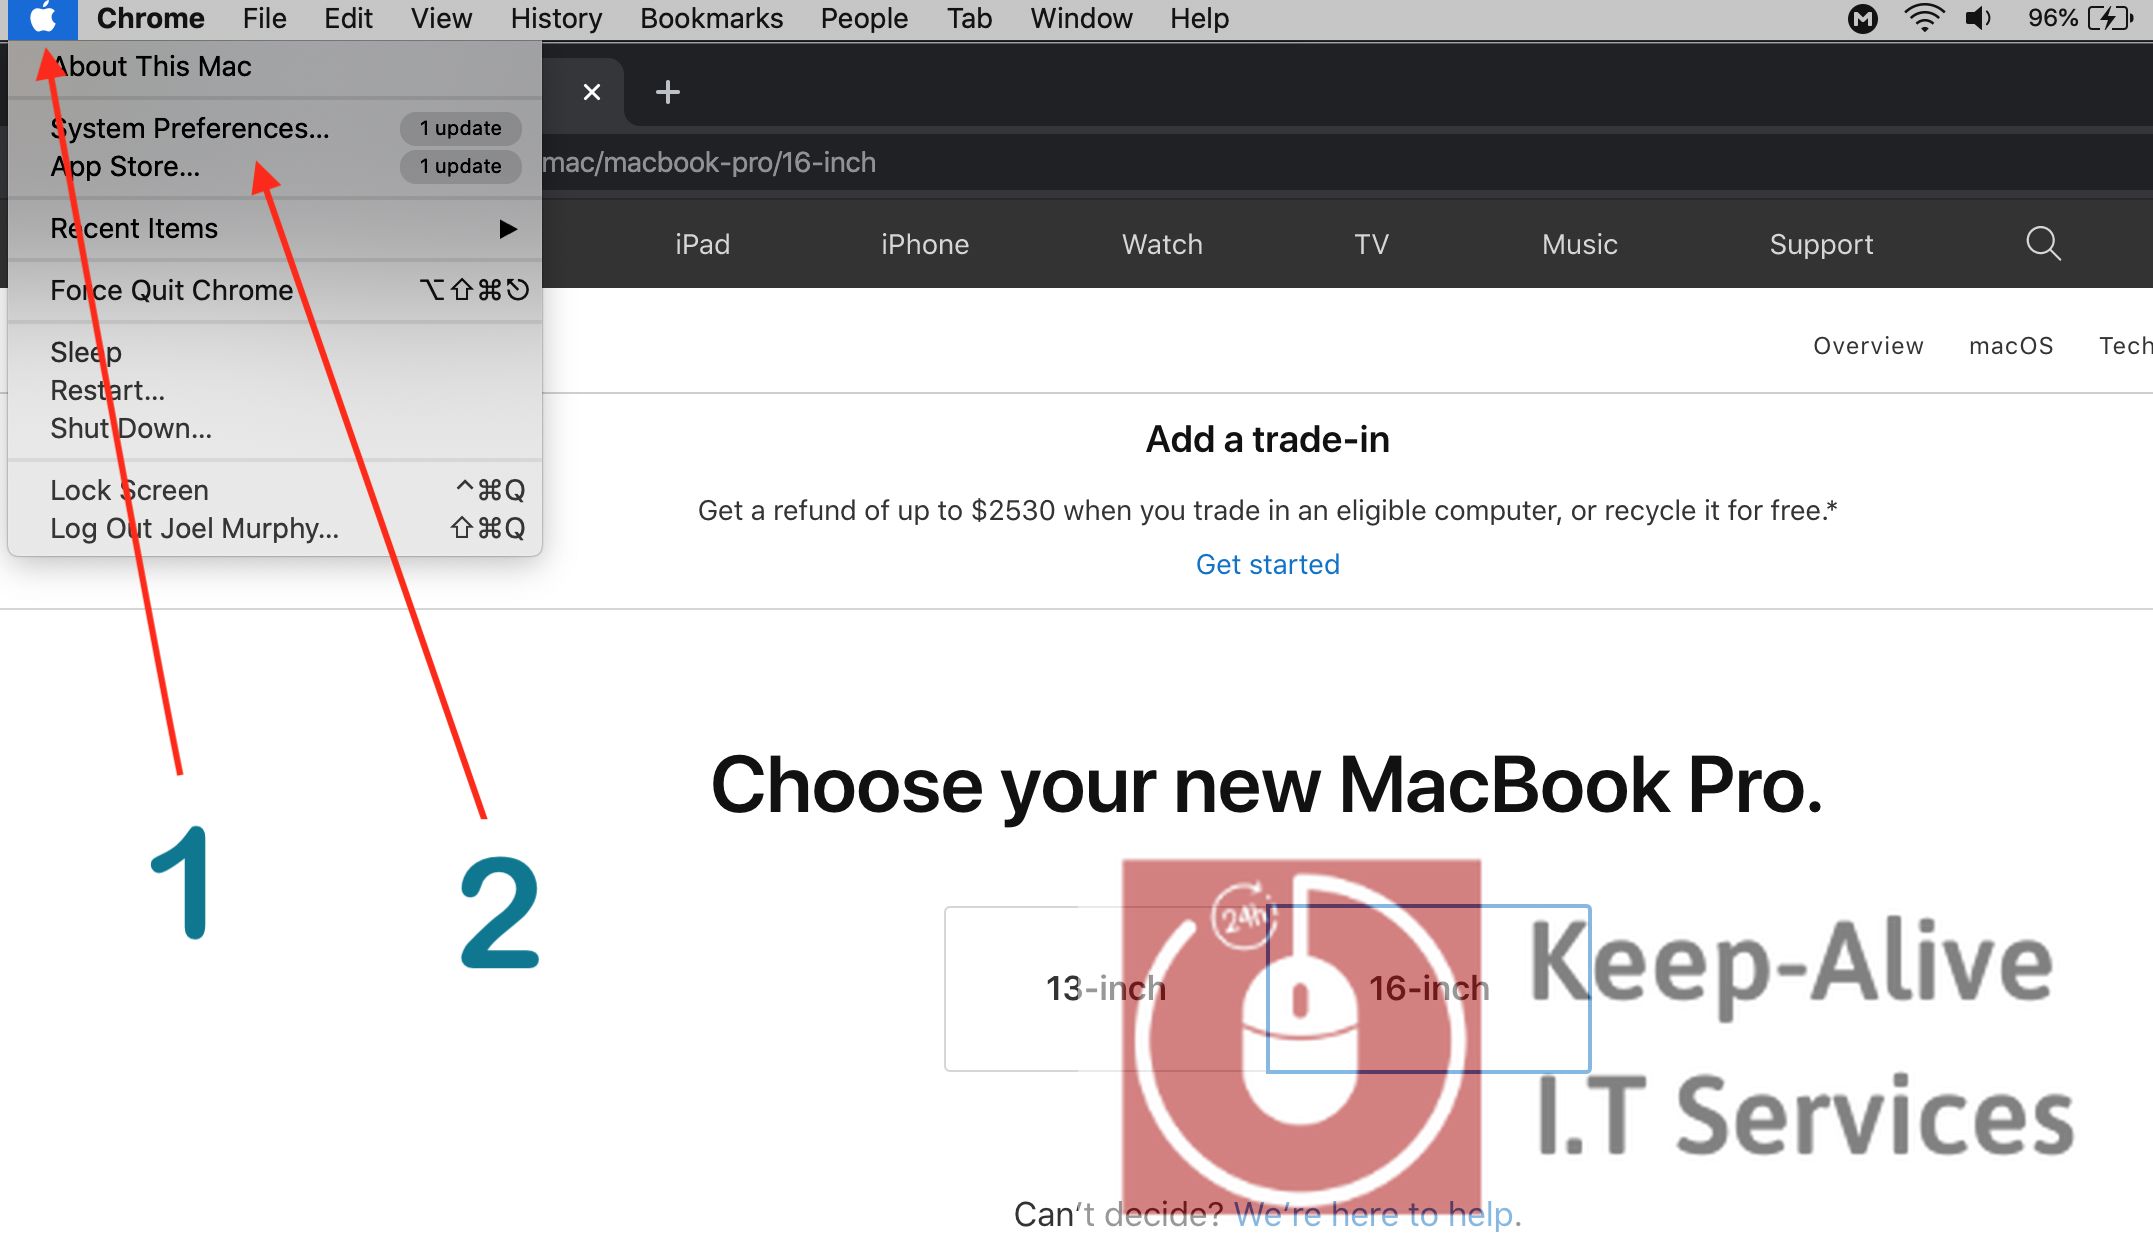 Chrome File Edit View History Bookmarks People Tab Window Help 96%
About This Mac
System Preferences... 1 update
App Store... 1 update
mac/macbook-pro/16-inch
Recent Items ▶
iPad iPhone Watch TV Music Support
Force Quit Chrome ⌥⇧⌘⎋
Sleep
Overview macOS Tech
Restart...
Shut Down...
Add a trade-in
Lock Screen ^⌘Q
Get a refund of up to $2530 when you trade in an eligible computer, or recycle it for free.*
Log Out Joel Murphy... ⇧⌘Q
Get started
Choose your new MacBook Pro.
1
2
24h
13-inch
16-inch
Keep-Alive
I.T Services
Can't decide? We're here to help.